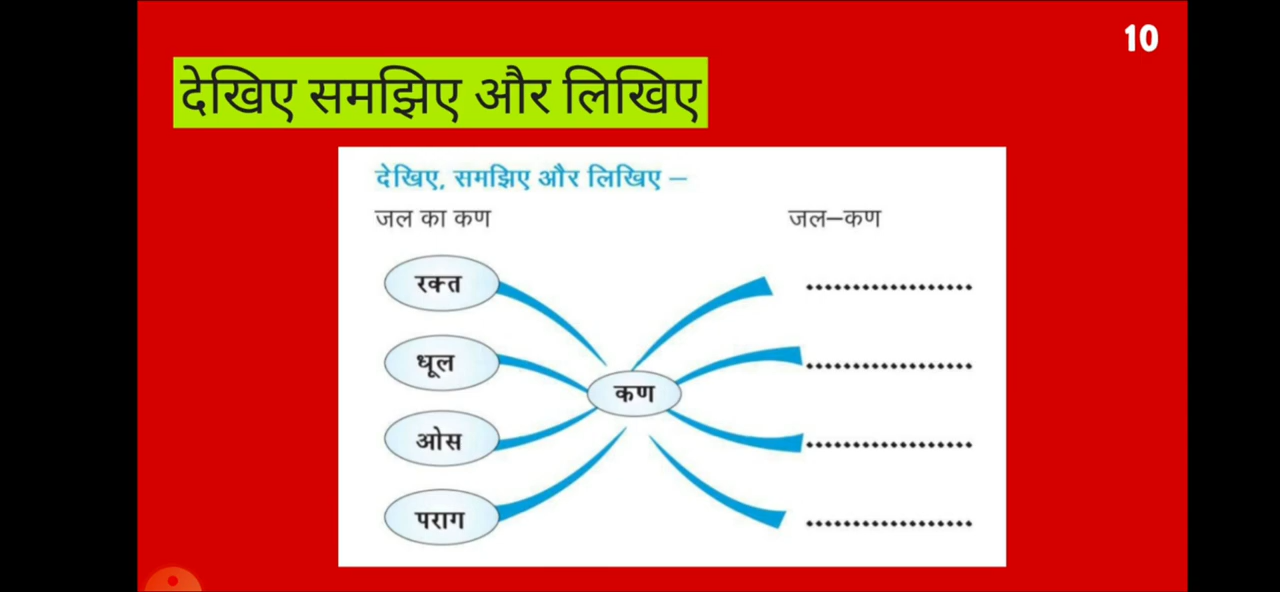 10
देखिए समझिए और लिखिए
देखिए, समझिए और लिखिए –
जल का कण जल–कण
रक्त ..................
धूल ..................
कण
ओस ..................
पराग ..................